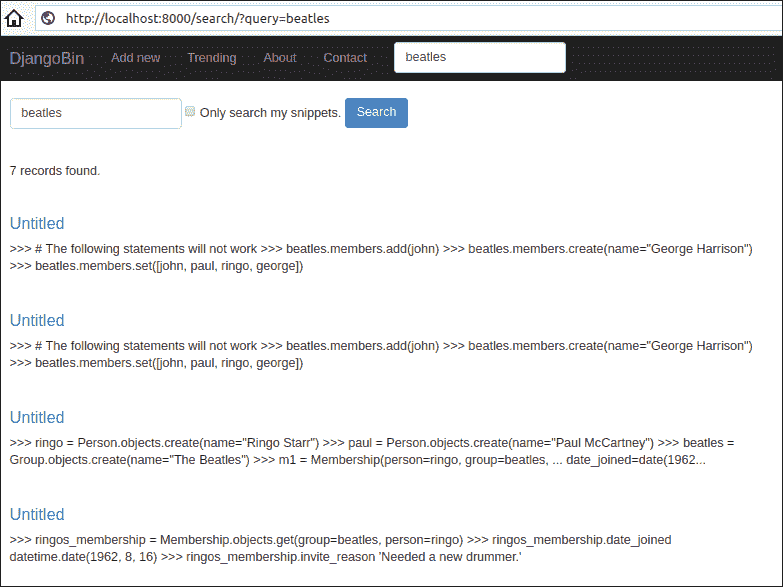 http://localhost:8000/search/?query=beatles
DjangoBin Add new Trending About Contact beatles
beatles Only search my snippets. Search
7 records found.
Untitled
>>> # The following statements will not work >>> beatles.members.add(john) >>> beatles.members.create(name="George Harrison")
>>> beatles.members.set([john, paul, ringo, george])
Untitled
>>> # The following statements will not work >>> beatles.members.add(john) >>> beatles.members.create(name="George Harrison")
>>> beatles.members.set([john, paul, ringo, george])
Untitled
>>> ringo = Person.objects.create(name="Ringo Starr") >>> paul = Person.objects.create(name="Paul McCartney") >>> beatles =
Group.objects.create(name="The Beatles") >>> m1 = Membership(person=ringo, group=beatles, ... date_joined=date(1962...
Untitled
>>> ringos_membership = Membership.objects.get(group=beatles, person=ringo) >>> ringos_membership.date_joined
datetime.date(1962, 8, 16) >>> ringos_membership.invite_reason 'Needed a new drummer.'